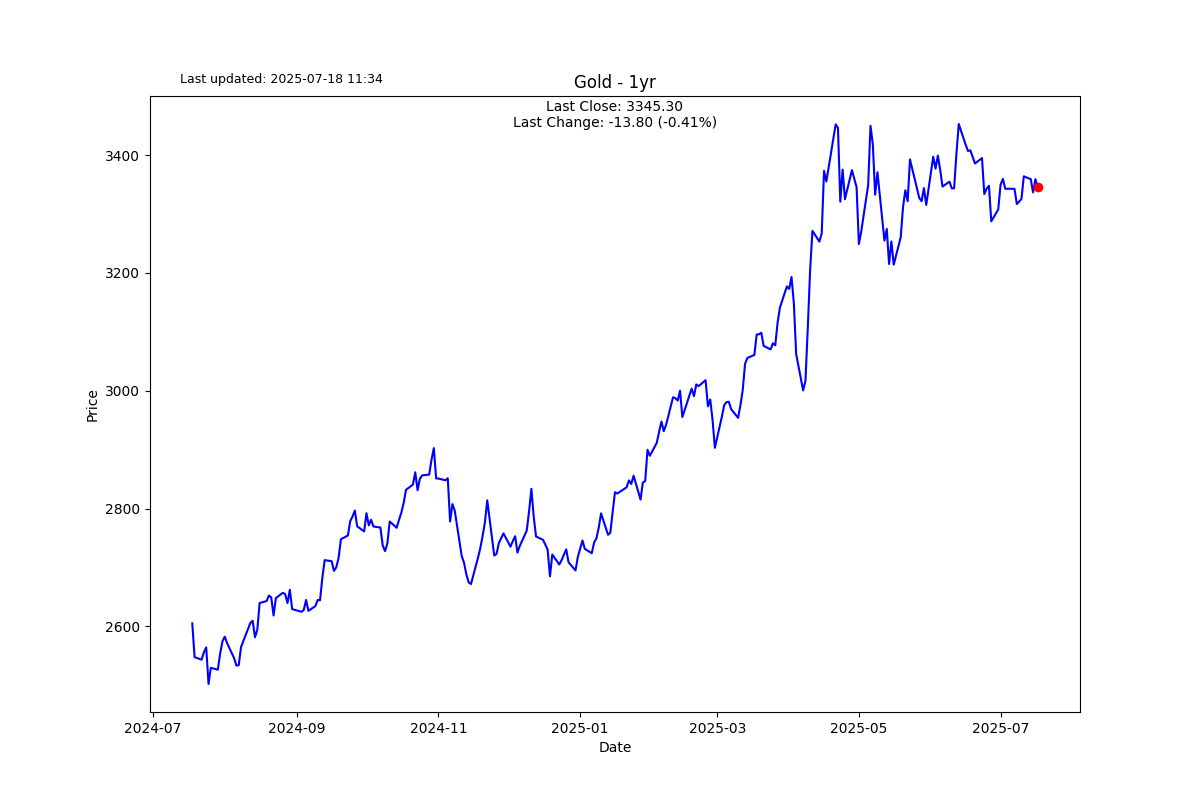 Last updated: 2025-07-18 11:34
Gold - 1yr
Last Close: 3345.30
Last Change: -13.80 (-0.41%)
3400
3200
3000
2800
2600
Price
2024-07
2024-09
2024-11
2025-01
2025-03
2025-05
2025-07
Date